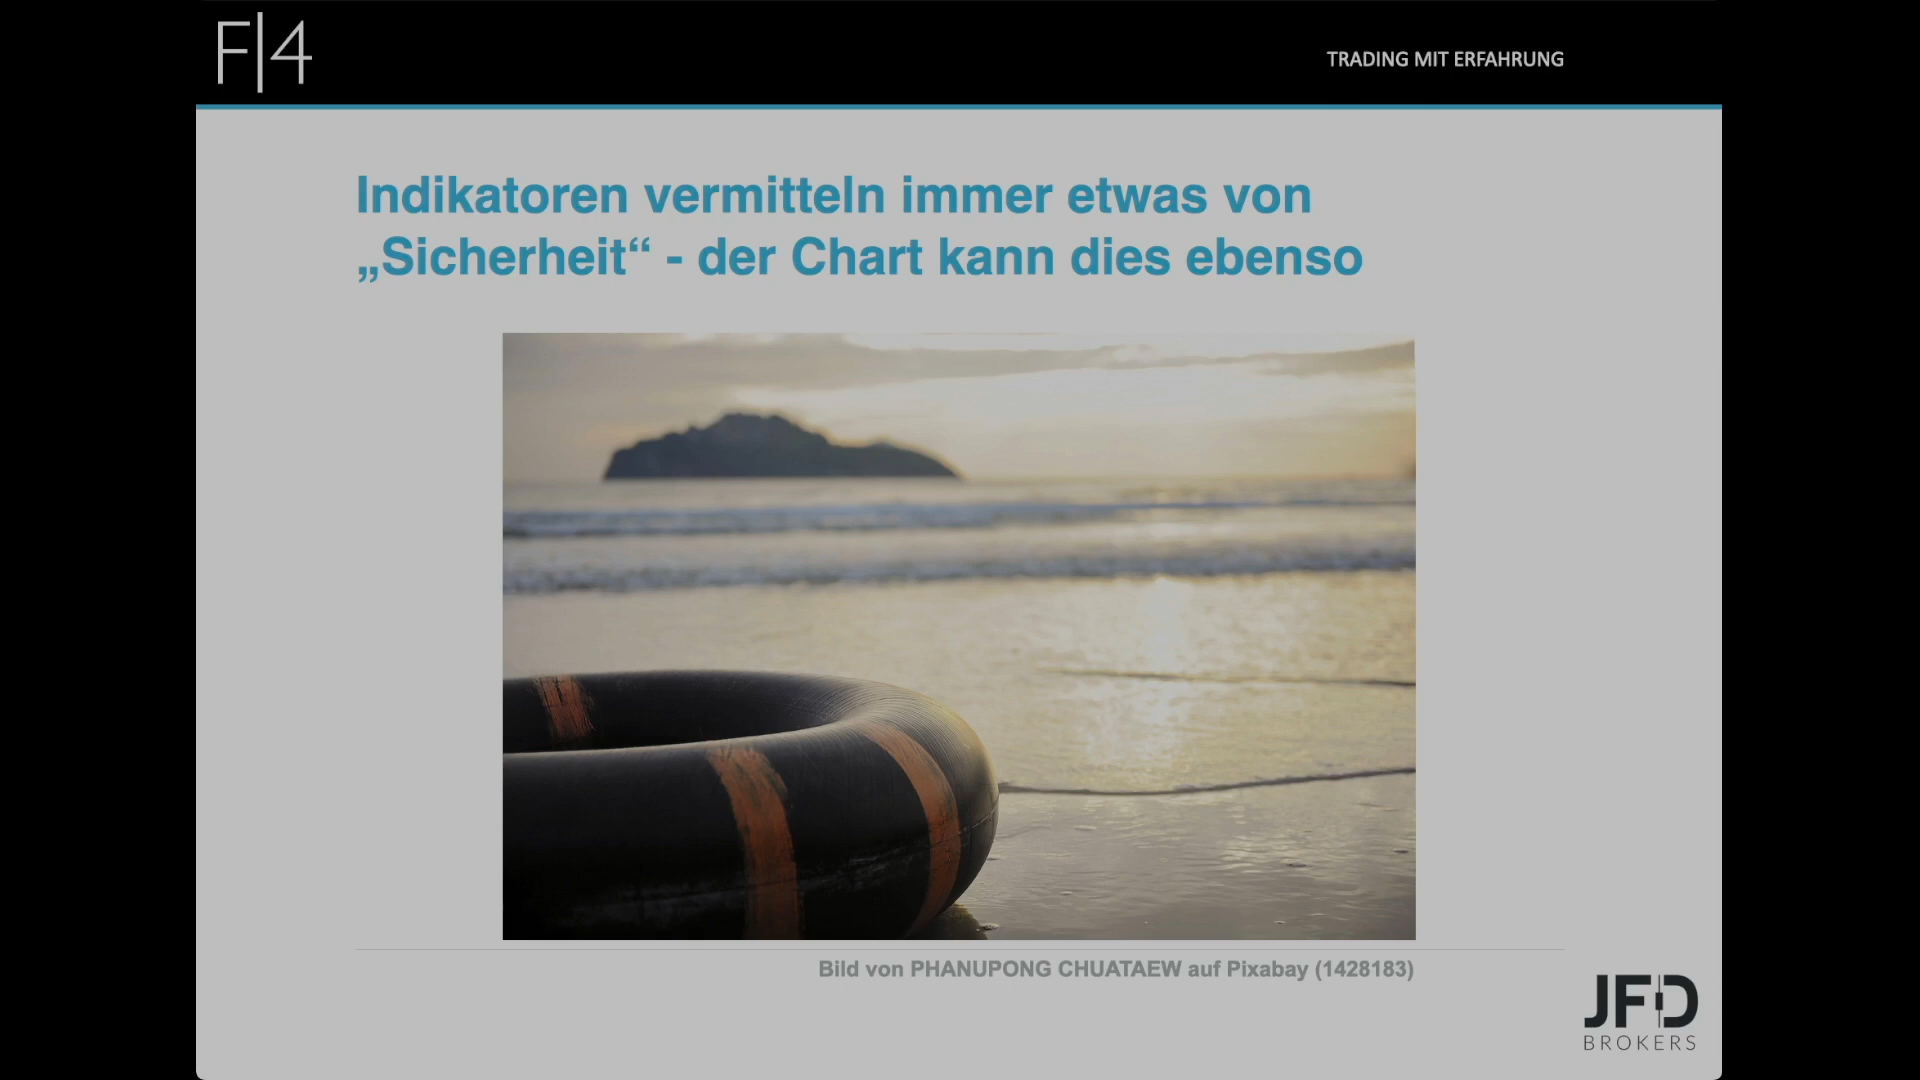 F|4
TRADING MIT ERFAHRUNG
Indikatoren vermitteln immer etwas von
„Sicherheit“ - der Chart kann dies ebenso
Bild von PHANUPONG CHUATAEW auf Pixabay (1428183)
JFD
BROKERS